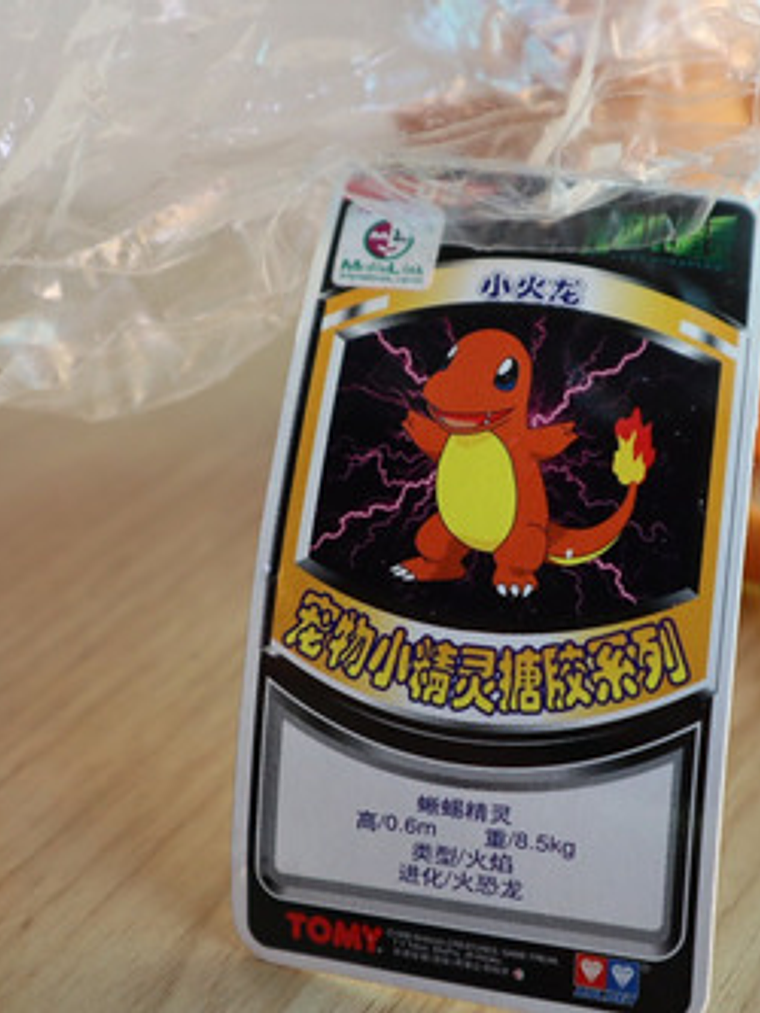 MediaLink
小火龙
宠物小精灵搪胶系列
蜥蜴精灵
高/0.6m 重/8.5kg
类型/火焰
进化/火恐龙
TOMY